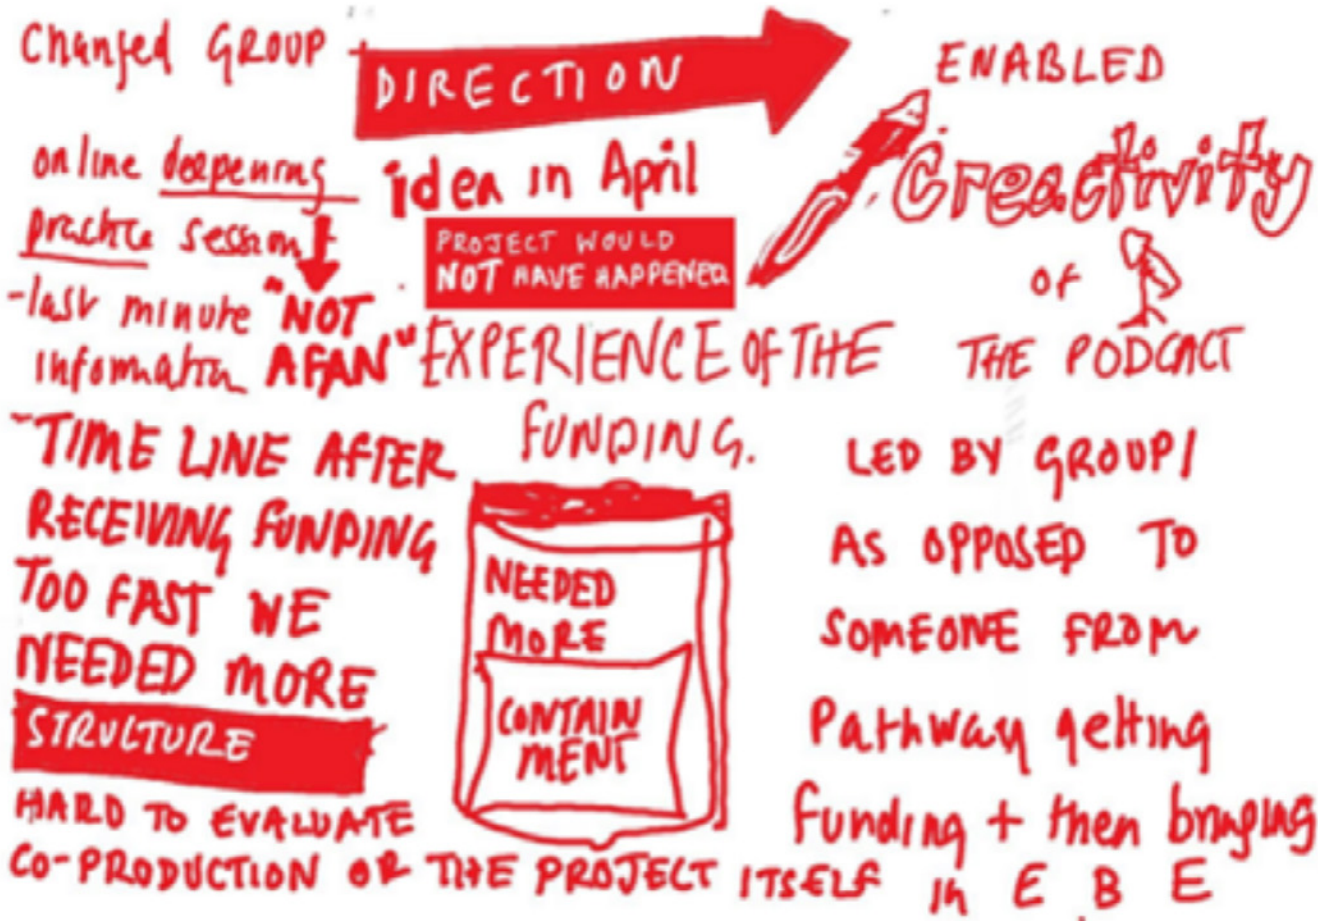 Changed GROUP
DIRECTION
idea in April
PROJECT WOULD
NOT HAVE HAPPENED
online deepening
practice session
-last minute "NOT
information A FAN"
EXPERIENCE OF THE
FUNDING.
TIME LINE AFTER
RECEIVING FUNDING
TOO FAST WE
NEEDED MORE
STRUCTURE
NEEDED
MORE
CONTAIN
MENT
HARD TO EVALUATE
CO-PRODUCTION OR THE PROJECT ITSELF
ENABLED
Creactivity
OF
THE PODCACT
LED BY GROUP/
AS OPPOSED TO
SOMEONE FROM
Pathway getting
funding + then bringing
in E B E